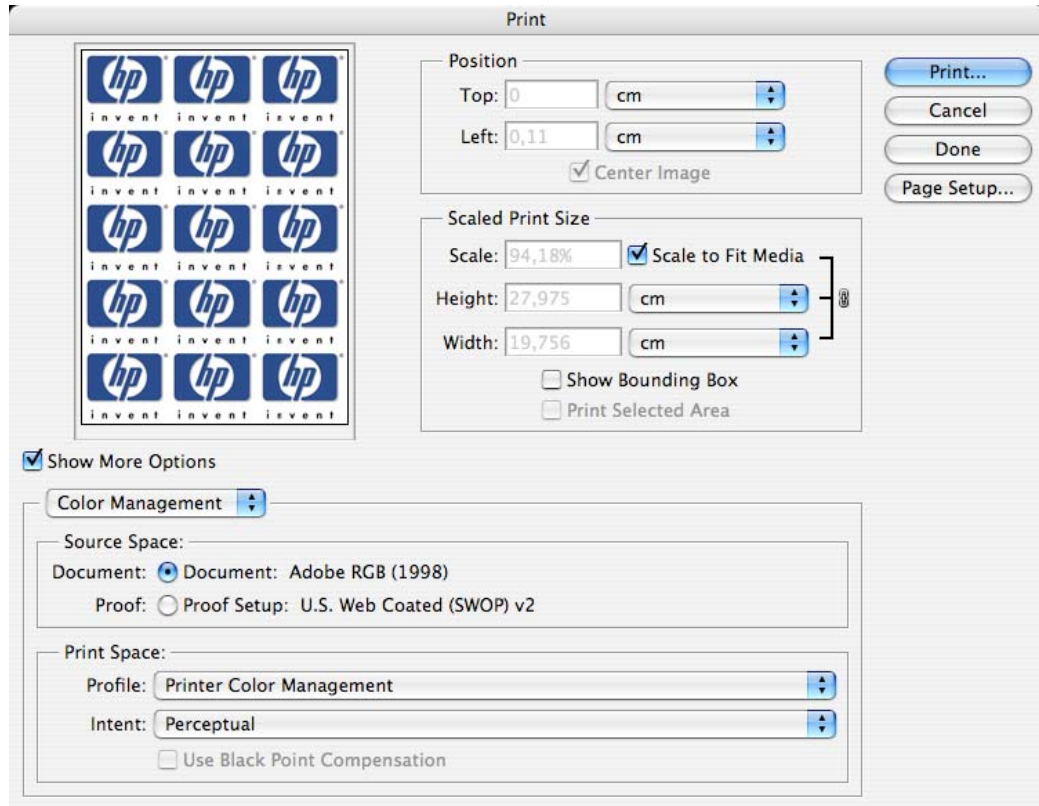 Print
hp hp hp
invent invent invent
hp hp hp
invent invent invent
hp hp hp
invent invent invent
hp hp hp
invent invent invent
hp hp hp
invent invent invent
Position
Top: 0 cm
Left: 0,11 cm
Center Image
Print...
Cancel
Done
Page Setup...
Scaled Print Size
Scale: 94,18% Scale to Fit Media
Height: 27,975 cm
Width: 19,756 cm
Show Bounding Box
Print Selected Area
Show More Options
Color Management
Source Space:
Document: Document: Adobe RGB (1998)
Proof: Proof Setup: U.S. Web Coated (SWOP) v2
Print Space:
Profile: Printer Color Management
Intent: Perceptual
Use Black Point Compensation